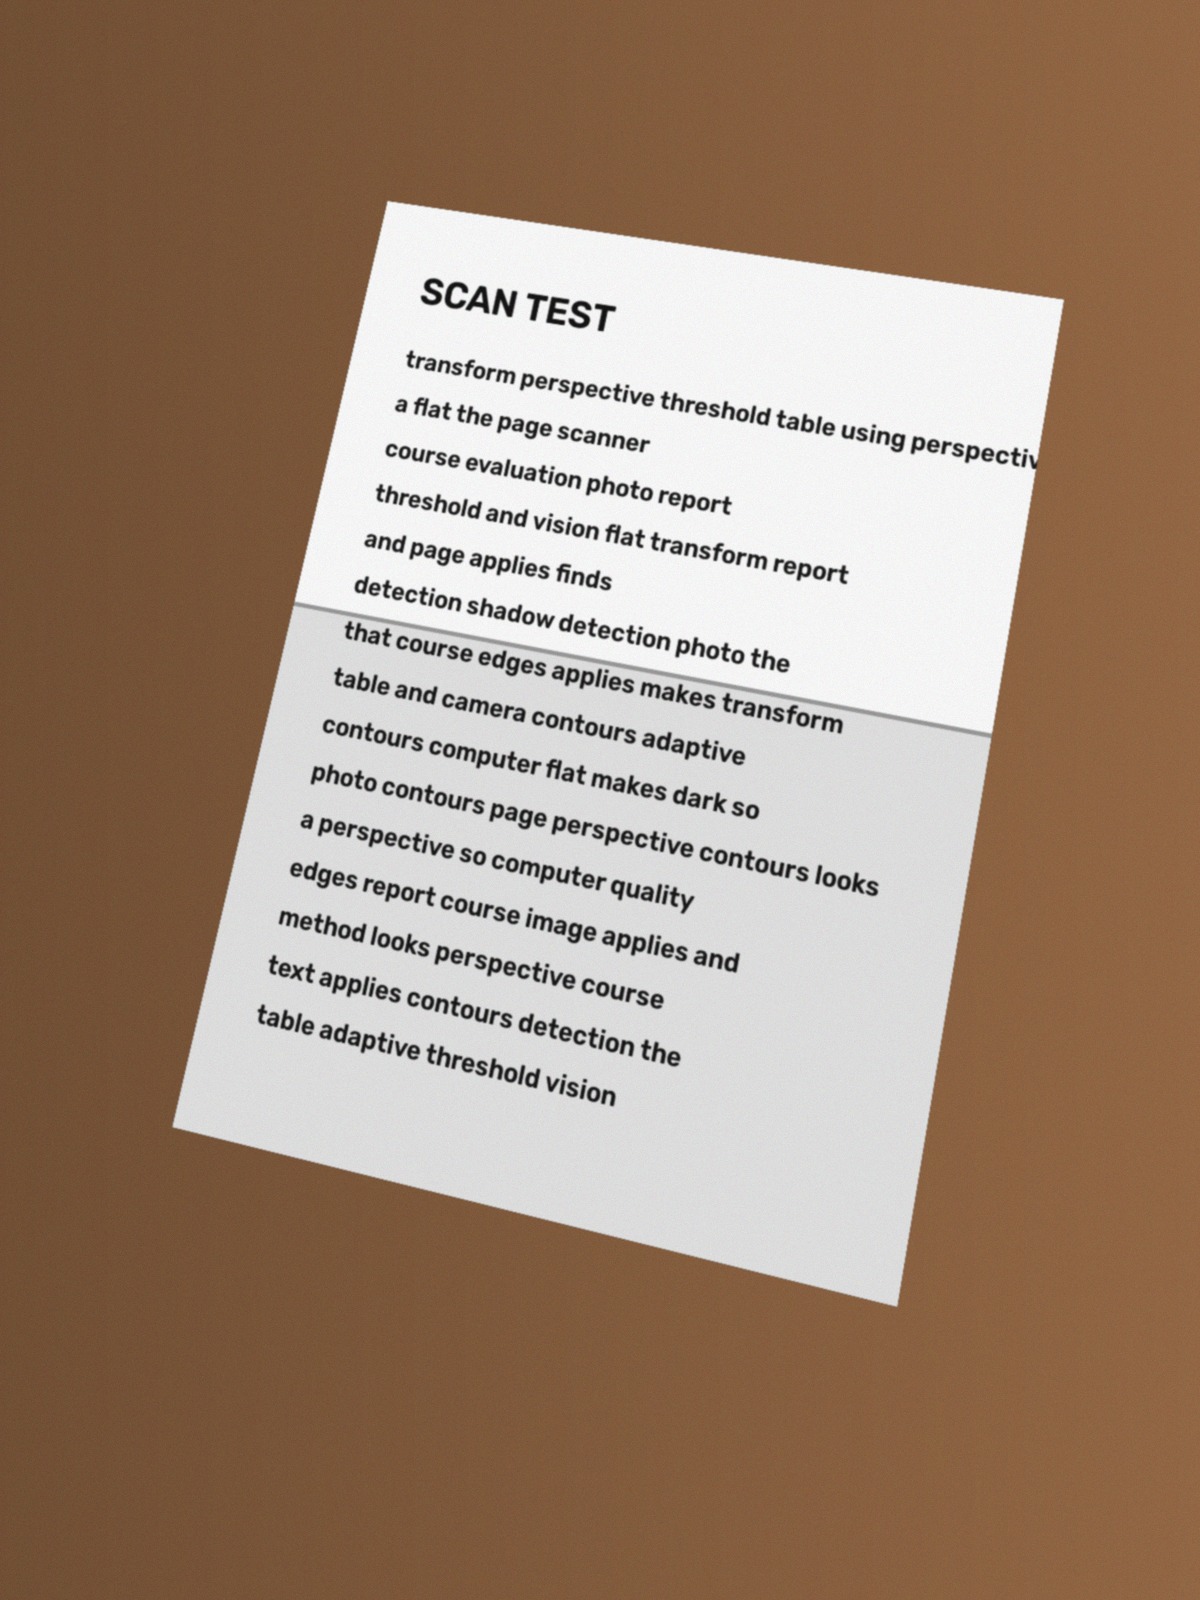 SCAN TEST
transform perspective threshold table using perspectiv
a flat the page scanner
course evaluation photo report
threshold and vision flat transform report
and page applies finds
detection shadow detection photo the
that course edges applies makes transform
table and camera contours adaptive
contours computer flat makes dark so
photo contours page perspective contours looks
a perspective so computer quality
edges report course image applies and
method looks perspective course
text applies contours detection the
table adaptive threshold vision